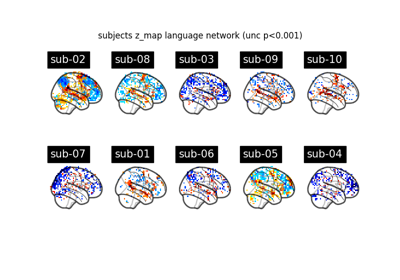 subjects z_map language network (unc p<0.001)
sub-02 sub-08 sub-03 sub-09 sub-10
sub-07 sub-01 sub-06 sub-05 sub-04